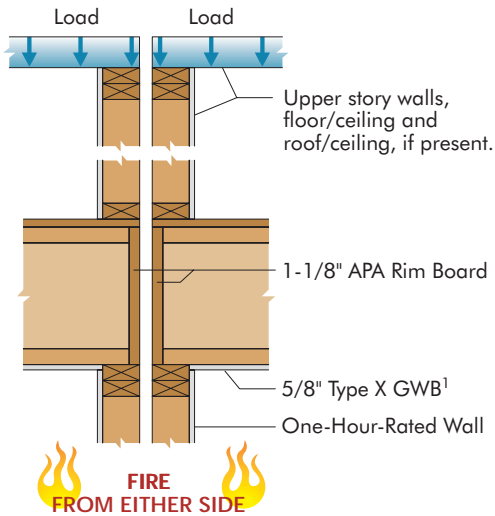 Load Load
Upper story walls,
floor/ceiling and
roof/ceiling, if present.
1-1/8" APA Rim Board
5/8" Type X GWB¹
One-Hour-Rated Wall
FIRE
FROM EITHER SIDE